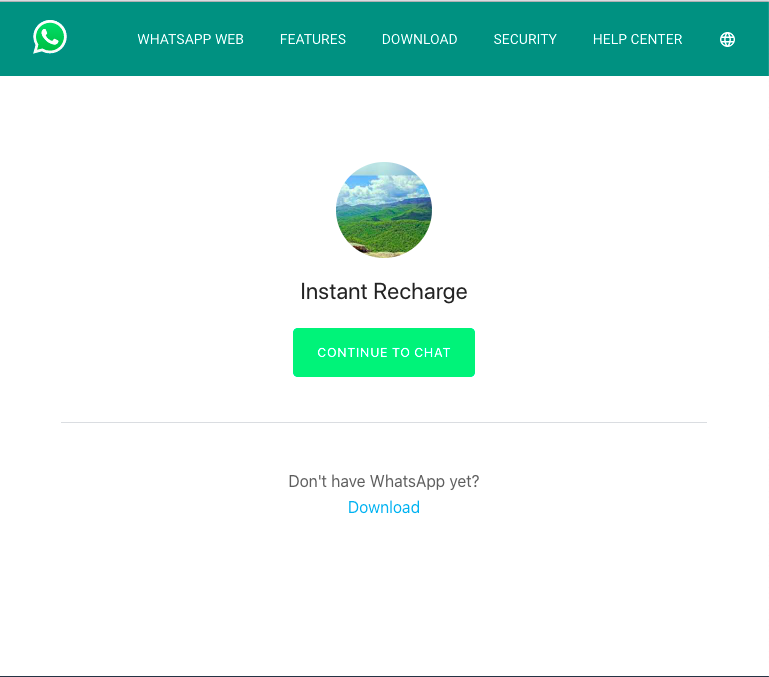 WHATSAPP WEB FEATURES DOWNLOAD SECURITY HELP CENTER
Instant Recharge
CONTINUE TO CHAT
Don't have WhatsApp yet?
Download